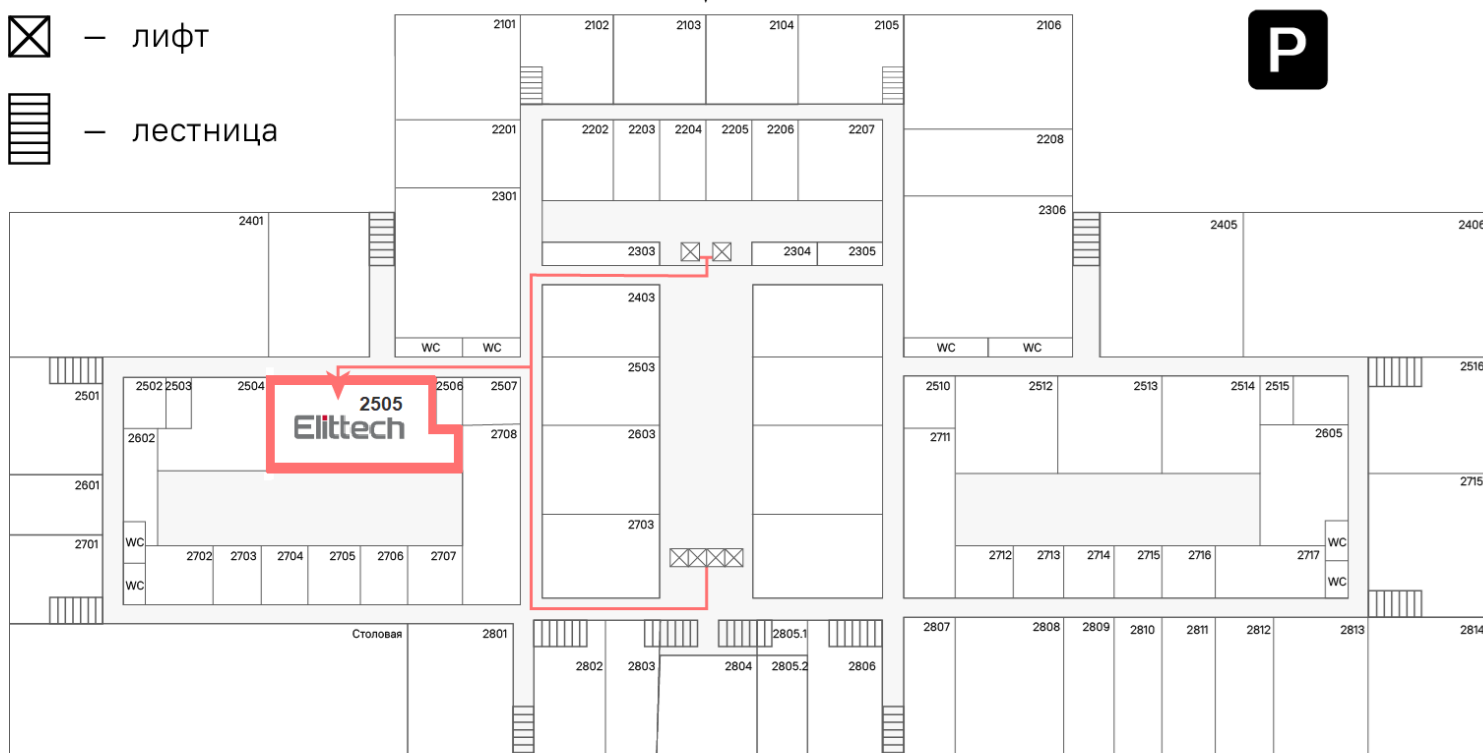 – лифт
– лестница
P
2101 2102 2103 2104 2105 2106
2201 2202 2203 2204 2205 2206 2207 2208
2301 2306
2401 2405 2406
2303 2304 2305
2403
WC WC WC WC
2501 2502 2503 2504 2505 2506 2507 2503 2510 2512 2513 2514 2515 2516
Elittech
2602 2708 2603 2711 2605
2601 2715
2701 WC 2703 WC
2702 2703 2704 2705 2706 2707 2712 2713 2714 2715 2716 2717
WC WC
Столовая 2801 2805.1 2807 2808 2809 2810 2811 2812 2813 2814
2802 2803 2804 2805.2 2806